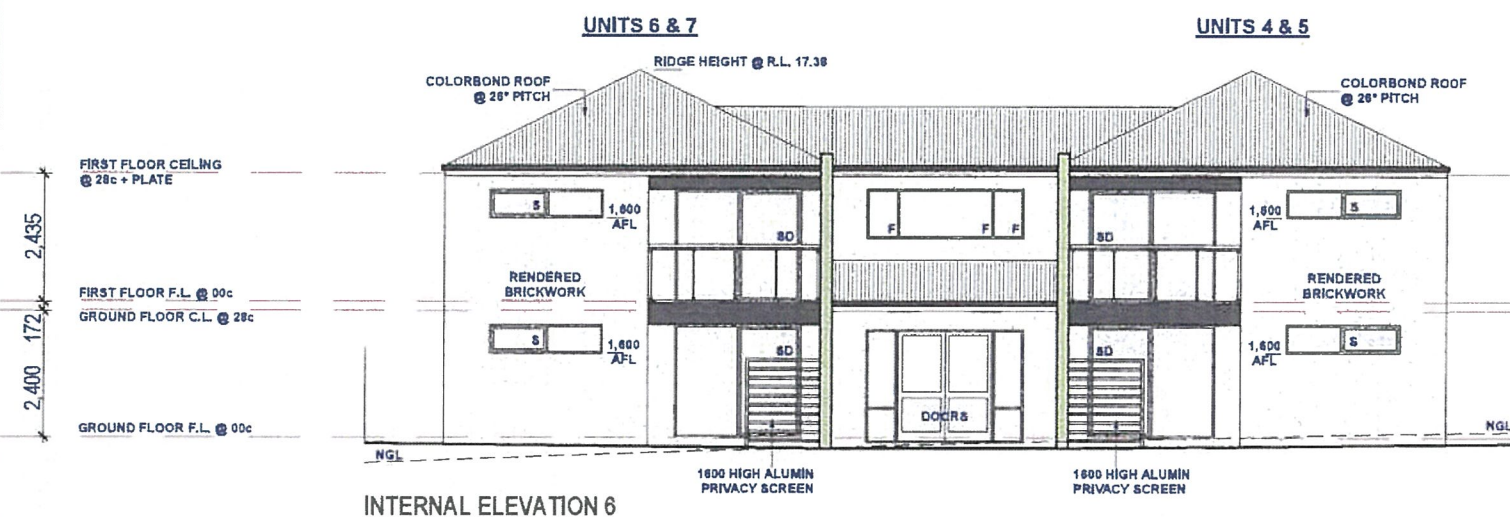 UNITS 6 & 7
UNITS 4 & 5
RIDGE HEIGHT @ R.L. 17.38
COLORBOND ROOF
@ 26° PITCH
COLORBOND ROOF
@ 26° PITCH
FIRST FLOOR CEILING
@ 28c + PLATE
2,435
S
1,600
AFL
SD
F
F
F
SD
1,600
AFL
S
RENDERED
BRICKWORK
RENDERED
BRICKWORK
FIRST FLOOR F.L. @ 00c
172
GROUND FLOOR C.L. @ 28c
S
1,600
AFL
SD
SD
1,600
AFL
S
2,400
DOORS
GROUND FLOOR F.L. @ 00c
NGL
NGL
1600 HIGH ALUMIN
PRIVACY SCREEN
1600 HIGH ALUMIN
PRIVACY SCREEN
INTERNAL ELEVATION 6